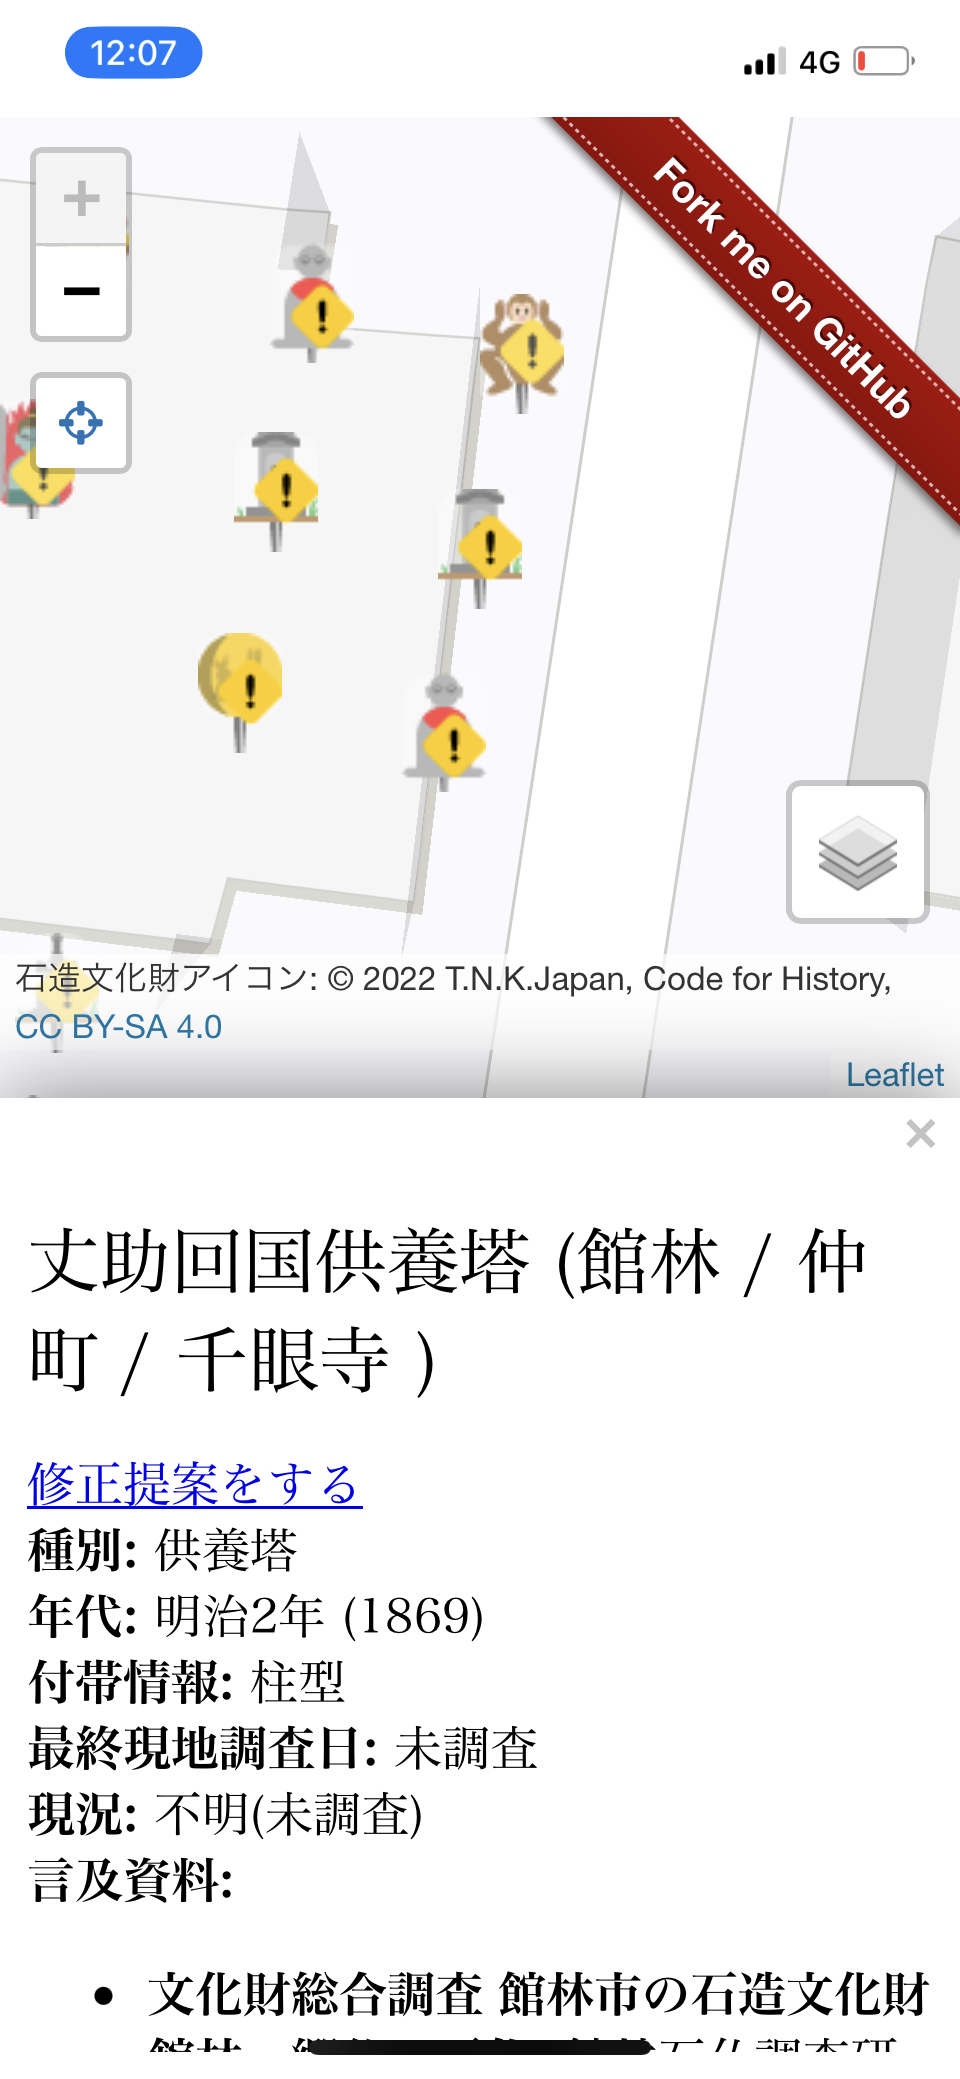 12:07
4G
+
−
Fork me on GitHub
石造文化財アイコン: © 2022 T.N.K.Japan, Code for History,
CC BY-SA 4.0
Leaflet
×
丈助回国供養塔 (館林 / 仲
町 / 千眼寺 )
修正提案をする
種別: 供養塔
年代: 明治2年 (1869)
付帯情報: 柱型
最終現地調査日: 未調査
現況: 不明(未調査)
言及資料:
• 文化財総合調査 館林市の石造文化財